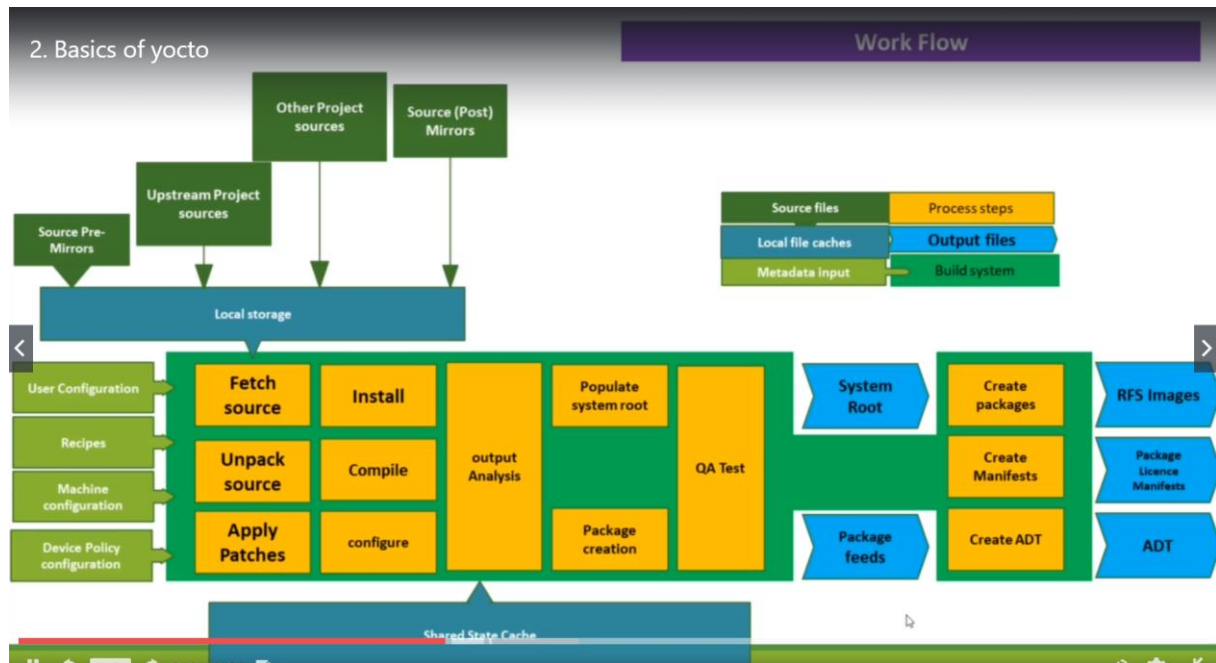 2. Basics of yocto
Work Flow
Other Project
sources
Source (Post)
Mirrors
Upstream Project
sources
Source Pre-
Mirrors
Local storage
Source files
Process steps
Local file caches
Output files
Metadata input
Build system
User Configuration
Recipes
Machine
configuration
Device Policy
configuration
Fetch
source
Unpack
source
Apply
Patches
Install
Compile
configure
output
Analysis
Populate
system root
Package
creation
QA Test
System
Root
Package
feeds
Create
packages
Create
Manifests
Create ADT
RFS Images
Package
Licence
Manifests
ADT
Shared State Cache